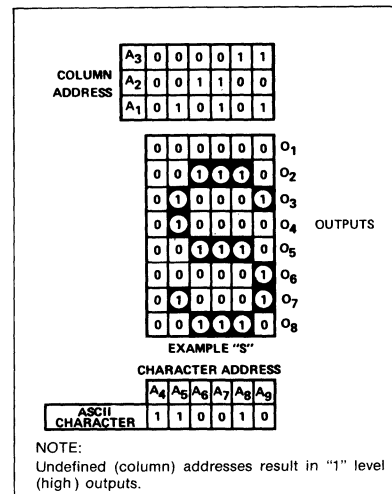 A3 0 0 0 0 1 1
COLUMN ADDRESS
A2 0 0 1 1 0 0
A1 0 1 0 1 0 1
0 0 0 0 0 0 O1
0 0 1 1 1 0 O2
0 1 0 0 0 1 O3
0 1 0 0 0 0 O4
OUTPUTS
0 0 1 1 1 0 O5
0 0 0 0 0 1 O6
0 1 0 0 0 1 O7
0 0 1 1 1 0 O8
EXAMPLE "S"
CHARACTER ADDRESS
A4 A5 A6 A7 A8 A9
ASCII CHARACTER 1 1 0 0 1 0
NOTE:
Undefined (column) addresses result in "1" level
(high) outputs.